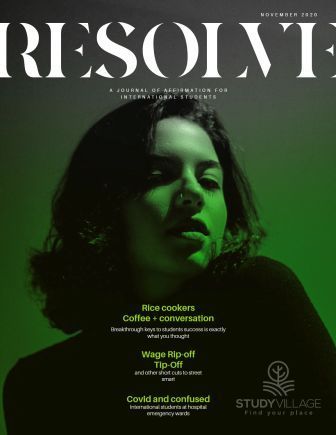 NOVEMBER 2020
RESOLVE
A JOURNAL OF AFFIRMATION FOR
INTERNATIONAL STUDENTS
Rice cookers
Coffee + conversation
Breakthrough keys to students success is exactly
what you thought
Wage Rip-off
Tip-Off
and other short cuts to street
smart
Covid and confused
International students at hospital
emergency wards
STUDYVILLAGE
Find your place